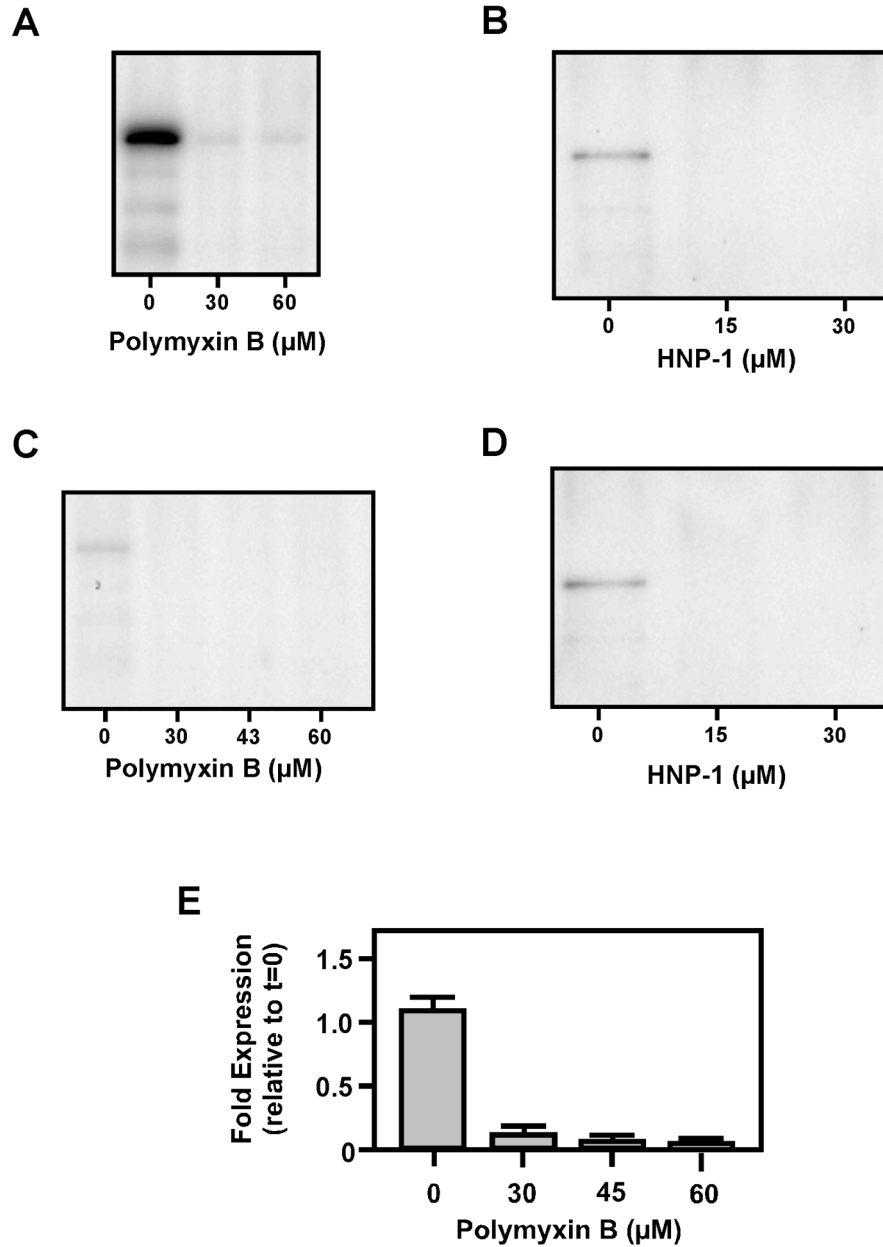 A
B
0 30 60
Polymyxin B (µM)
0 15 30
HNP-1 (µM)
C
D
0 30 43 60
Polymyxin B (µM)
0 15 30
HNP-1 (µM)
E
Fold Expression
(relative to t=0)
1.5
1.0
0.5
0
0 30 45 60
Polymyxin B (µM)